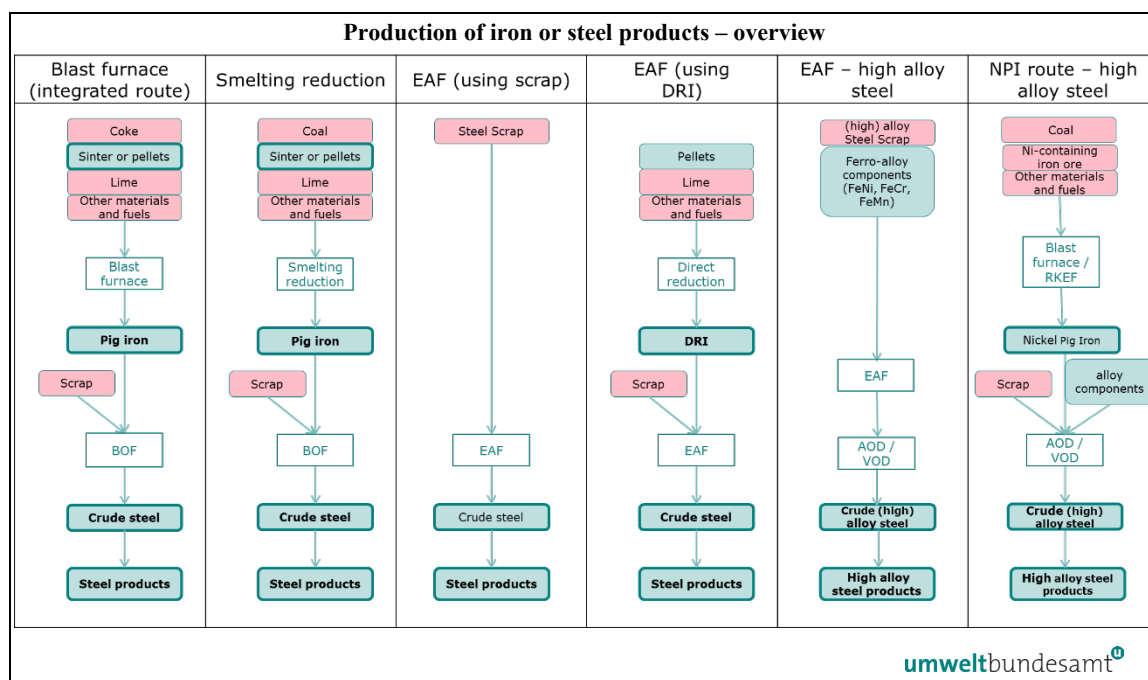 Production of iron or steel products – overview
Blast furnace
(integrated route)
Coke
Sinter or pellets
Lime
Other materials
and fuels
Blast
furnace
Pig iron
Scrap
BOF
Crude steel
Steel products
Smelting reduction
Coal
Sinter or pellets
Lime
Other materials
and fuels
Smelting
reduction
Pig iron
Scrap
BOF
Crude steel
Steel products
EAF (using scrap)
Steel Scrap
EAF
Crude steel
Steel products
EAF (using
DRI)
Pellets
Lime
Other materials
and fuels
Direct
reduction
DRI
Scrap
EAF
Crude steel
Steel products
EAF – high alloy
steel
(high) alloy
Steel Scrap
Ferro-alloy
components
(FeNi, FeCr,
FeMn)
EAF
AOD /
VOD
Crude (high)
alloy steel
High alloy
steel products
NPI route – high
alloy steel
Coal
Ni-containing
iron ore
Other materials
and fuels
Blast
furnace /
RKEF
Nickel Pig Iron
Scrap
alloy
components
AOD /
VOD
Crude (high)
alloy steel
High alloy steel
products
umweltbundesamt u